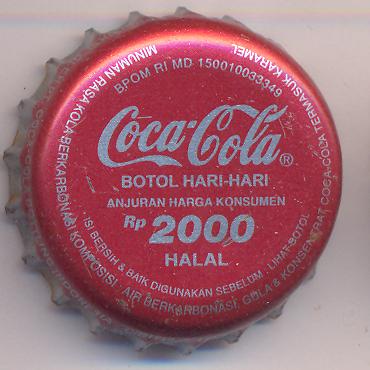 MINUMAN RASA KOLA BERKARBONASI KOMPOSISI : AIR BERKARBONASI, GULA & KONSENTRAT COCA-COLA TERMASUK KARAMEL
BPOM RI MD 150010033349
Coca-Cola®
BOTOL HARI-HARI
ANJURAN HARGA KONSUMEN
Rp 2000
HALAL
ISI BERSIH & BAIK DIGUNAKAN SEBELUM - LIHAT BOTOL